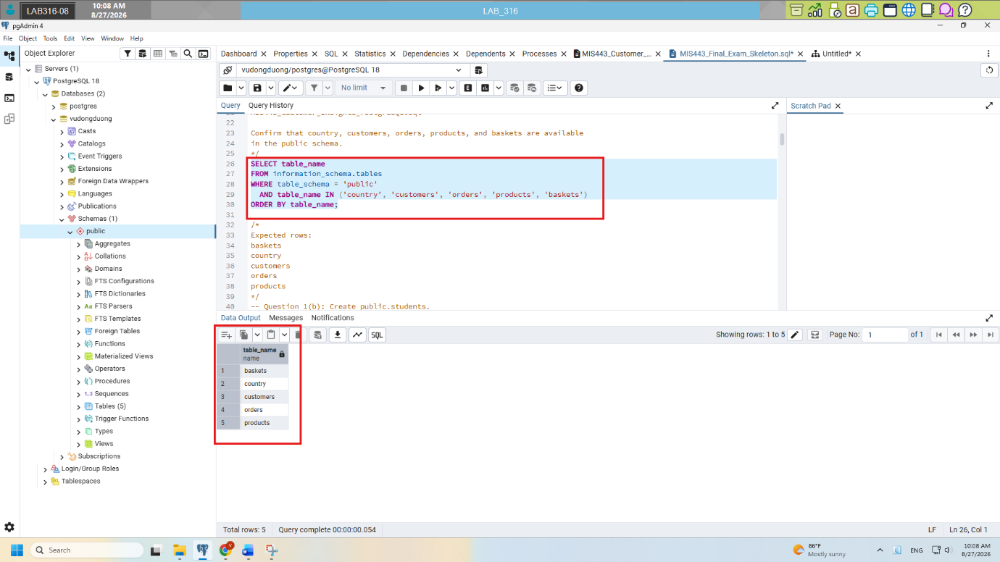 LAB316-08
10:08 AM
8/27/2026
LAB_316
pgAdmin 4
File Object Tools Edit View Window Help
Object Explorer
Dashboard Properties SQL Statistics Dependencies Dependents Processes MIS443_Customer_... MIS443_Final_Exam_Skeleton.sql* Untitled*
vudongduong/postgres@PostgreSQL 18
No limit
Query Query History
Scratch Pad
Servers (1)
PostgreSQL 18
Databases (2)
postgres
vudongduong
Casts
Catalogs
Event Triggers
Extensions
Foreign Data Wrappers
Languages
Publications
Schemas (1)
public
Aggregates
Collations
Domains
FTS Configurations
FTS Dictionaries
FTS Parsers
FTS Templates
Foreign Tables
Functions
Materialized Views
Operators
Procedures
Sequences
Tables (5)
Trigger Functions
Types
Views
Subscriptions
Login/Group Roles
Tablespaces
22
23 Confirm that country, customers, orders, products, and baskets are available
24 in the public schema.
25 */
26 SELECT table_name
27 FROM information_schema.tables
28 WHERE table_schema = 'public'
29 AND table_name IN ('country', 'customers', 'orders', 'products', 'baskets')
30 ORDER BY table_name;
31
32 /*
33 Expected rows:
34 baskets
35 country
36 customers
37 orders
38 products
39 */
40 -- Question 1(b): Create public.students.
Data Output Messages Notifications
SQL
Showing rows: 1 to 5 Page No: 1 of 1
table_name
name
1 baskets
2 country
3 customers
4 orders
5 products
Total rows: 5 Query complete 00:00:00.054 LF Ln 26, Col 1
Search
86°F
Mostly sunny
ENG
10:08 AM
8/27/2026